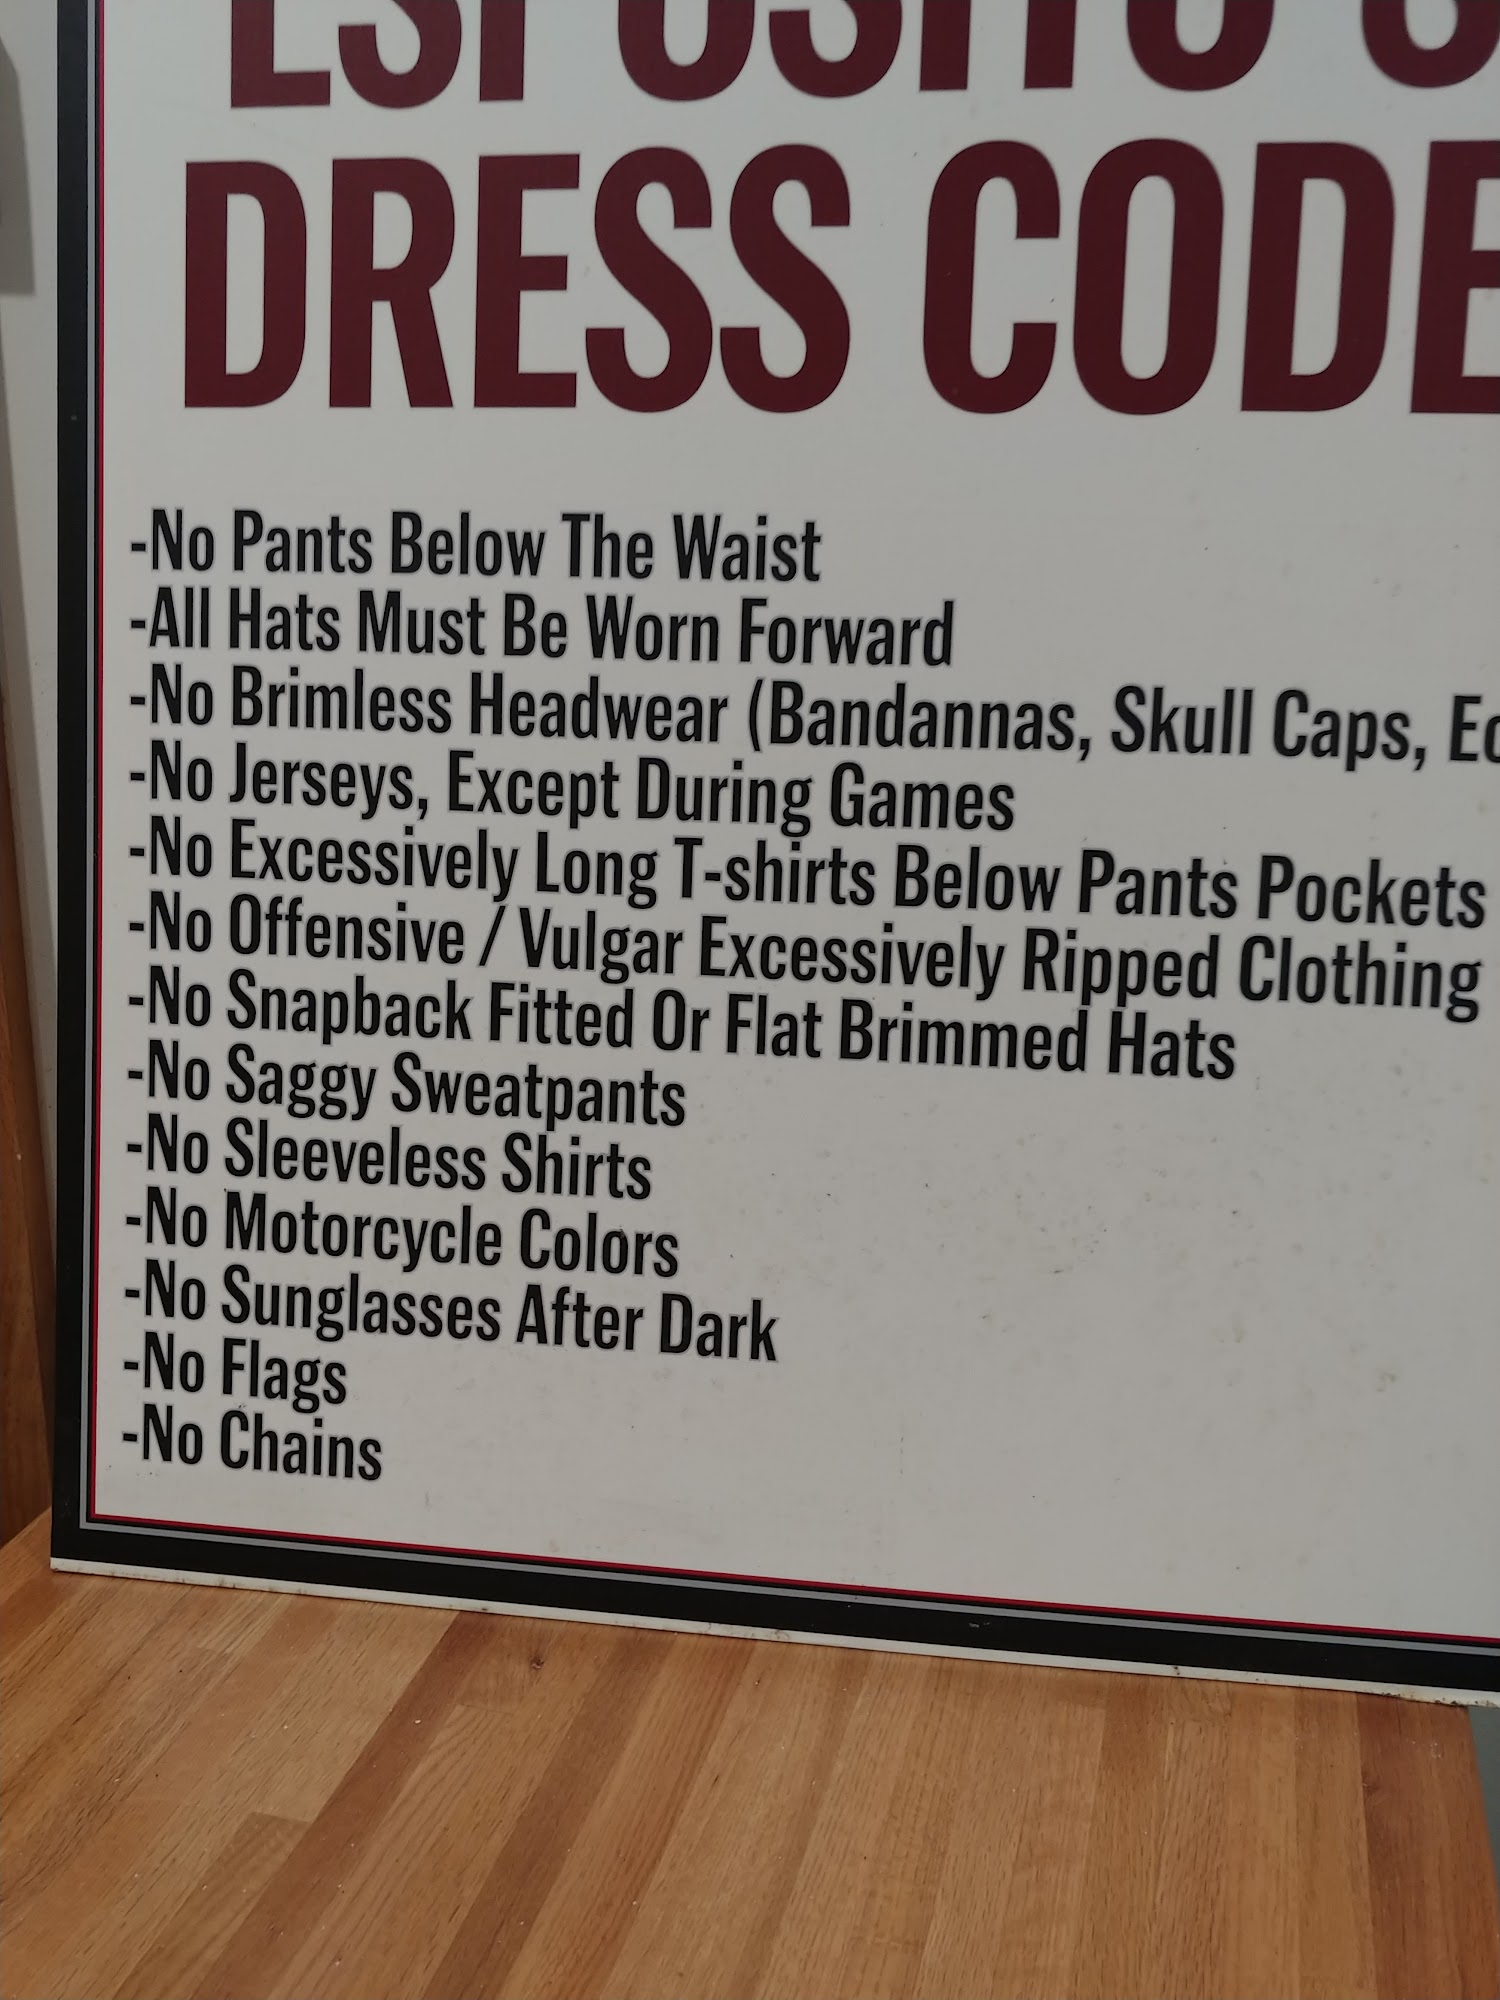 ESPOSITO'S
DRESS CODE
-No Pants Below The Waist
-All Hats Must Be Worn Forward
-No Brimless Headwear (Bandannas, Skull Caps,
-No Jerseys, Except During Games
-No Excessively Long T-shirts Below Pants Pockets
-No Offensive / Vulgar Excessively Ripped Clothing
-No Snapback Fitted Or Flat Brimmed Hats
-No Saggy Sweatpants
-No Sleeveless Shirts
-No Motorcycle Colors
-No Sunglasses After Dark
-No Flags
-No Chains